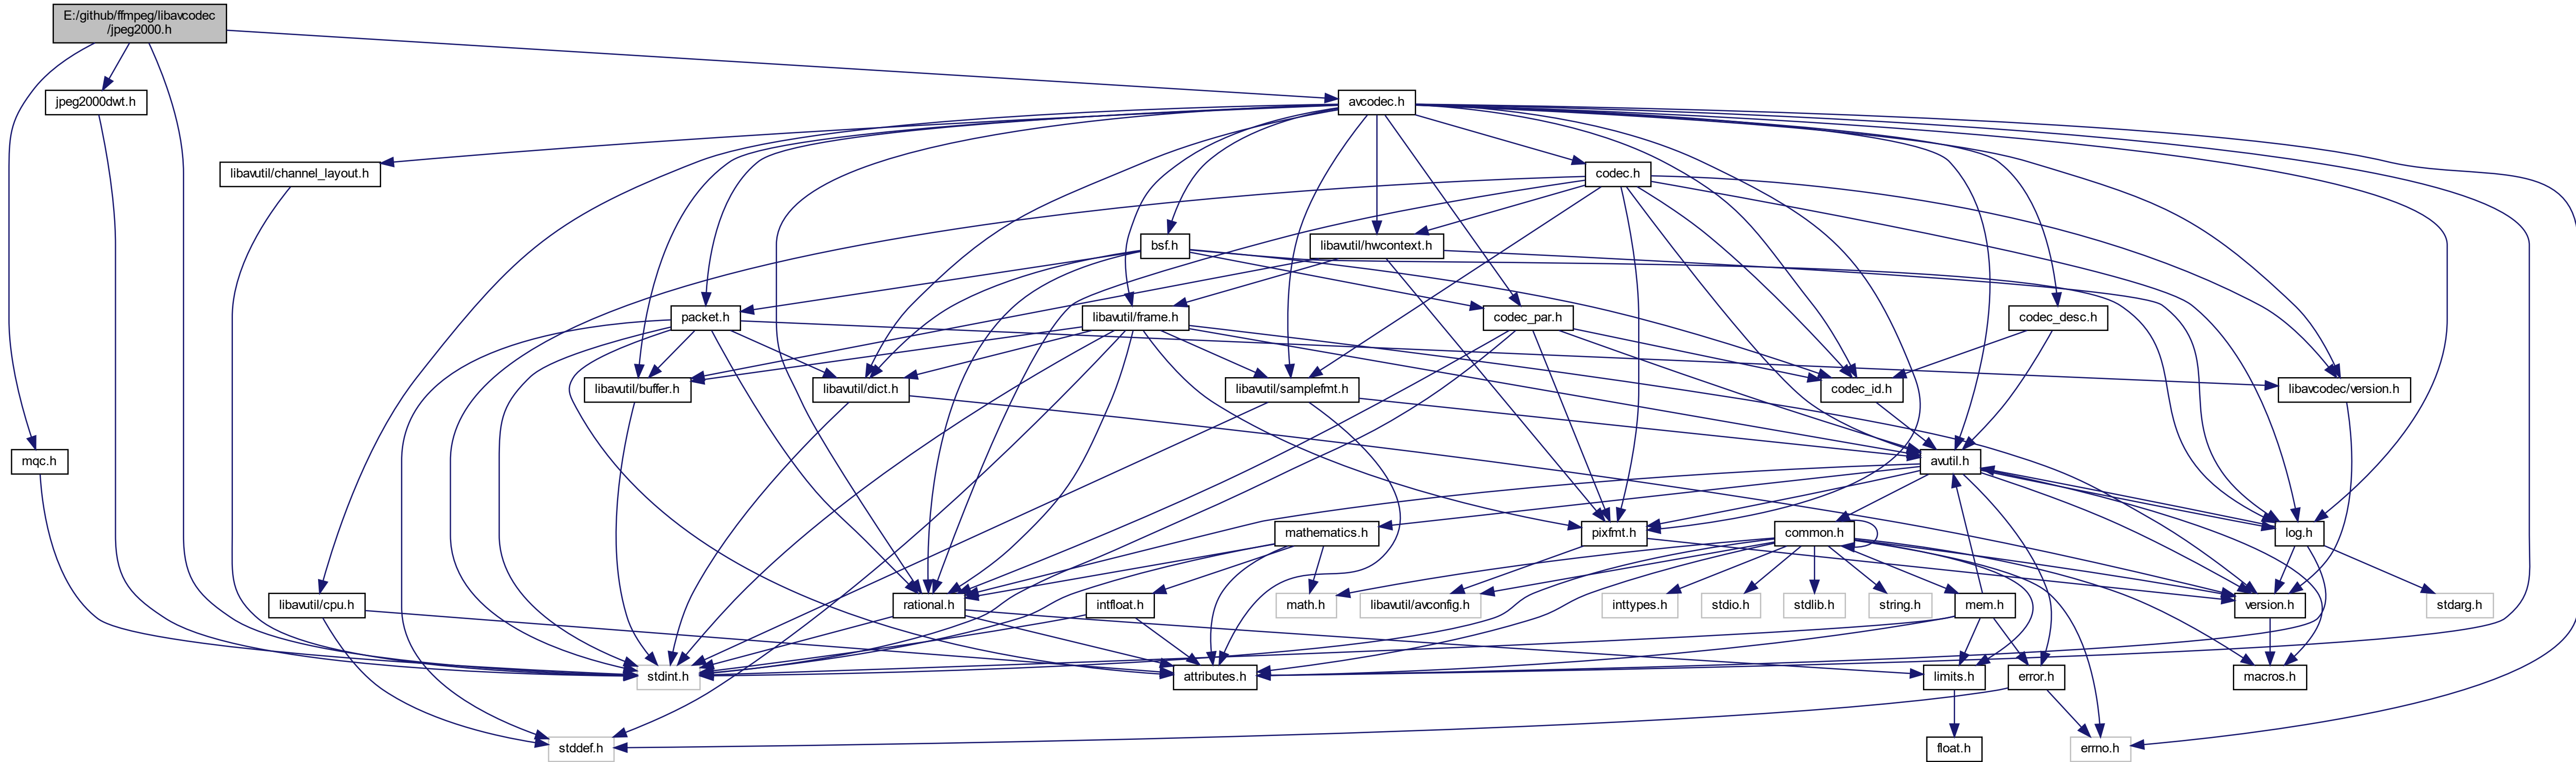 E:/github/ffmpeg/libavcodec
/jpeg2000.h
jpeg2000dwt.h
avcodec.h
libavutil/channel_layout.h
codec.h
bsf.h
libavutil/hwcontext.h
packet.h
libavutil/frame.h
codec_par.h
codec_desc.h
libavutil/buffer.h
libavutil/dict.h
libavutil/samplefmt.h
codec_id.h
libavcodec/version.h
mqc.h
avutil.h
mathematics.h
pixfmt.h
common.h
log.h
libavutil/cpu.h
rational.h
intfloat.h
math.h
libavutil/avconfig.h
inttypes.h
stdio.h
stdlib.h
string.h
mem.h
version.h
stdarg.h
stdint.h
attributes.h
limits.h
error.h
macros.h
stddef.h
float.h
errno.h